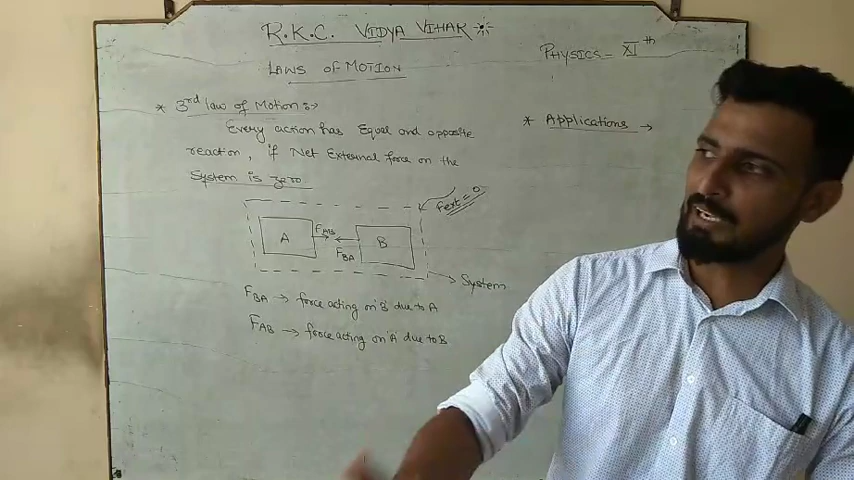 R.K.C. VIDYA VIHAR
PHYSICS - XIth
LAWS OF MOTION
* 3rd law of Motion :->
Every action has Equal and opposite
reaction, if Net External force on the
System is zero
* Applications ->
Fext = 0
A FAB B
FBA
System
FBA -> force acting on 'B' due to A
FAB -> force acting on 'A' due to B